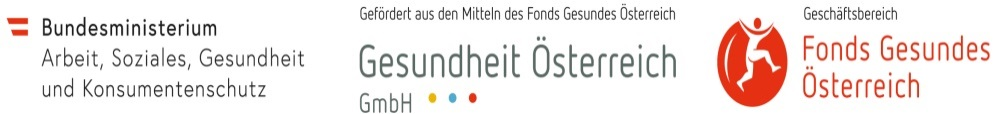 Bundesministerium
Arbeit, Soziales, Gesundheit
und Konsumentenschutz
Gefördert aus den Mitteln des Fonds Gesundes Österreich
Gesundheit Österreich
GmbH
Geschäftsbereich
Fonds Gesundes
Österreich